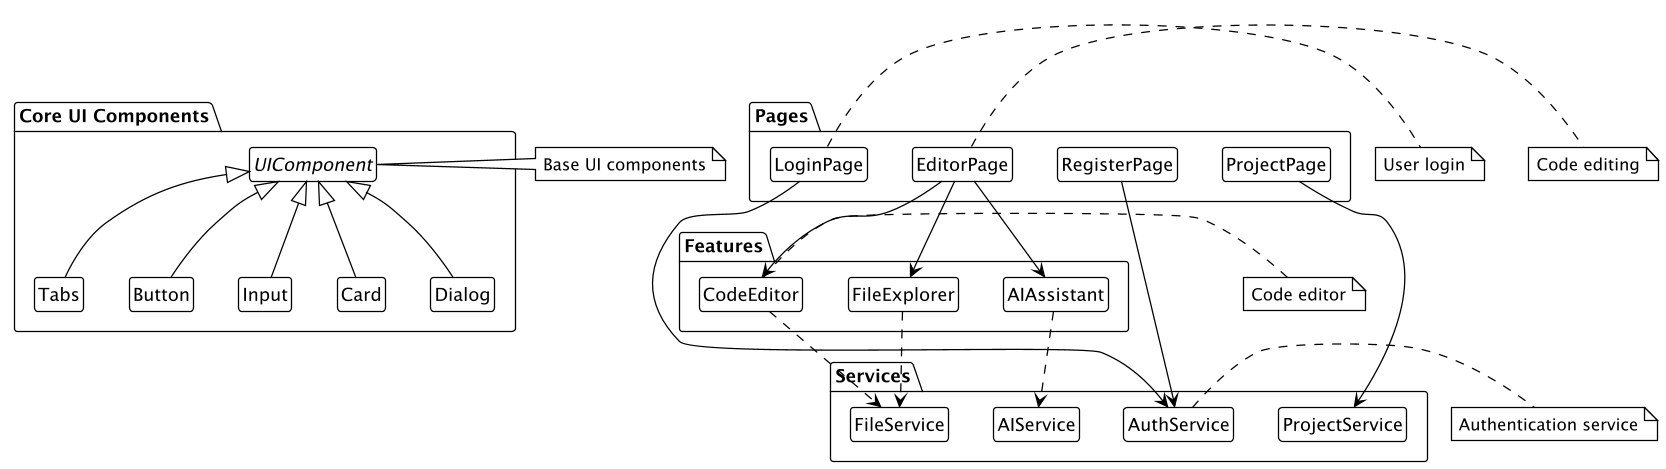 Core UI Components
UIComponent
Base UI components
Tabs
Button
Input
Card
Dialog
Pages
LoginPage
EditorPage
RegisterPage
ProjectPage
User login
Code editing
Features
CodeEditor
FileExplorer
AIAssistant
Code editor
Services
FileService
AIService
AuthService
ProjectService
Authentication service